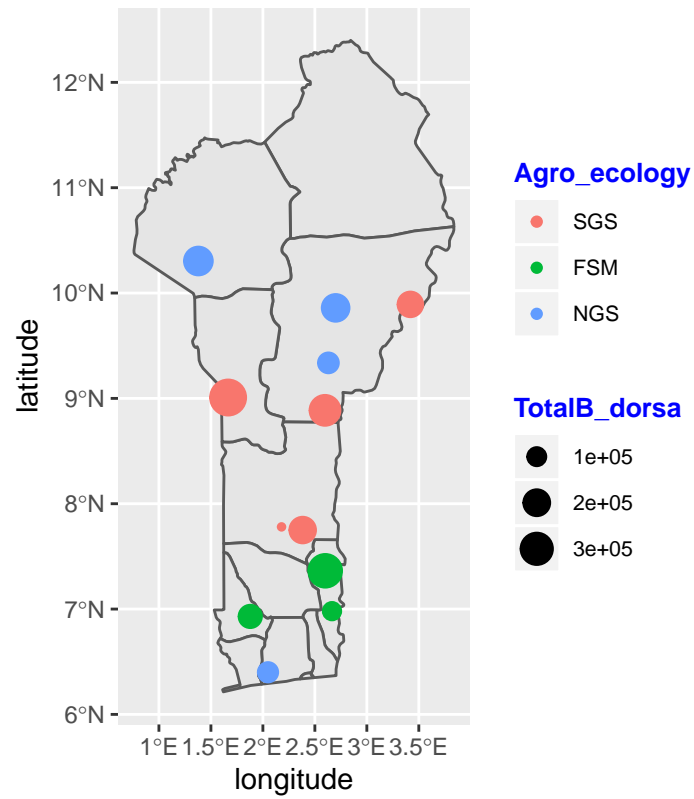 12°N
11°N
10°N
9°N
8°N
7°N
6°N
1°E 1.5°E 2°E 2.5°E 3°E 3.5°E
longitude
latitude
Agro_ecology
SGS
FSM
NGS
TotalB_dorsa
1e+05
2e+05
3e+05